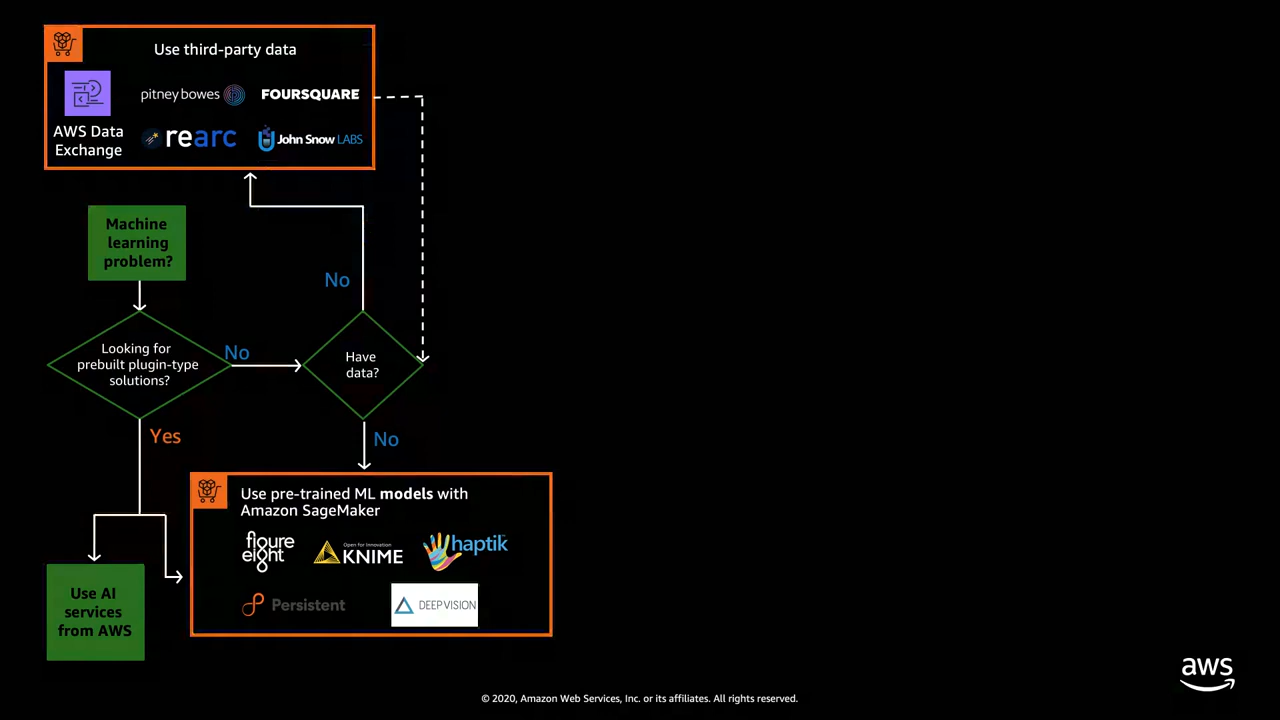 Use third-party data
pitney bowes
FOURSQUARE
AWS Data
Exchange
rearc
John Snow LABS
Machine
learning
problem?
No
Looking for
prebuilt plugin-type
solutions?
No
Have
data?
Yes
No
Use pre-trained ML models with
Amazon SageMaker
figure
eight
Open for Innovation
KNIME
haptik
Persistent
DEEPVISION
Use AI
services
from AWS
aws
© 2020, Amazon Web Services, Inc. or its affiliates. All rights reserved.